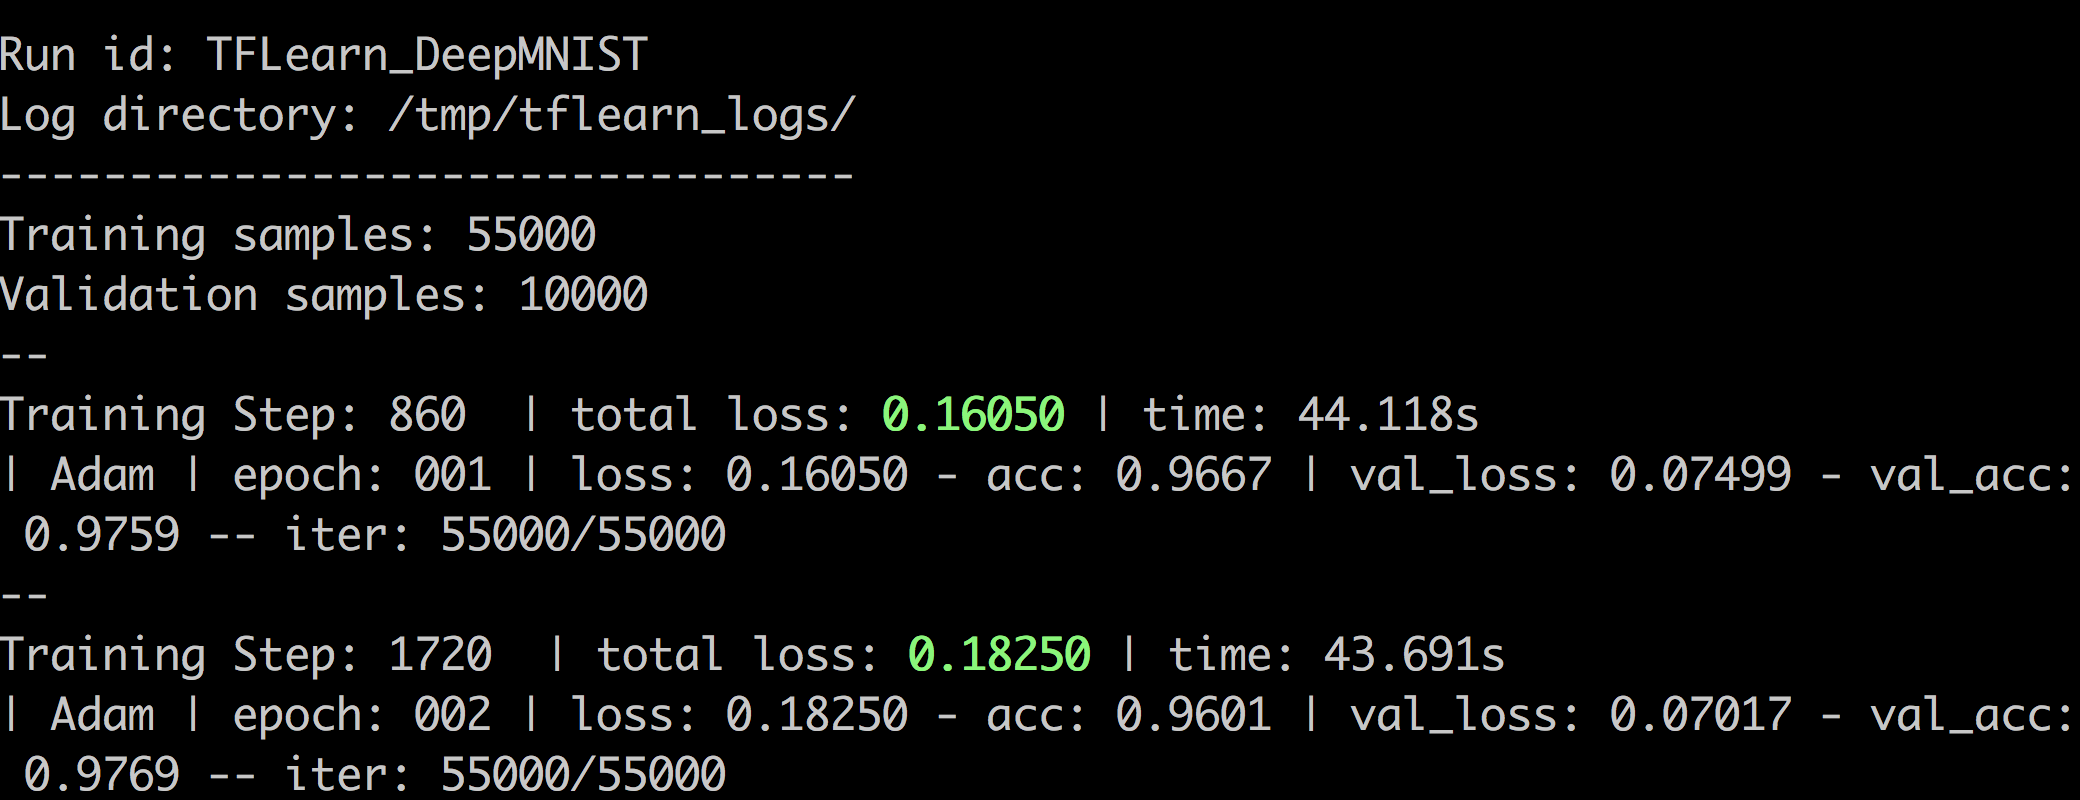 Run id: TFLearn_DeepMNIST
Log directory: /tmp/tflearn_logs/
---------------------------------
Training samples: 55000
Validation samples: 10000
--
Training Step: 860  | total loss: 0.16050 | time: 44.118s
| Adam | epoch: 001 | loss: 0.16050 - acc: 0.9667 | val_loss: 0.07499 - val_acc:
 0.9759 -- iter: 55000/55000
--
Training Step: 1720  | total loss: 0.18250 | time: 43.691s
| Adam | epoch: 002 | loss: 0.18250 - acc: 0.9601 | val_loss: 0.07017 - val_acc:
 0.9769 -- iter: 55000/55000